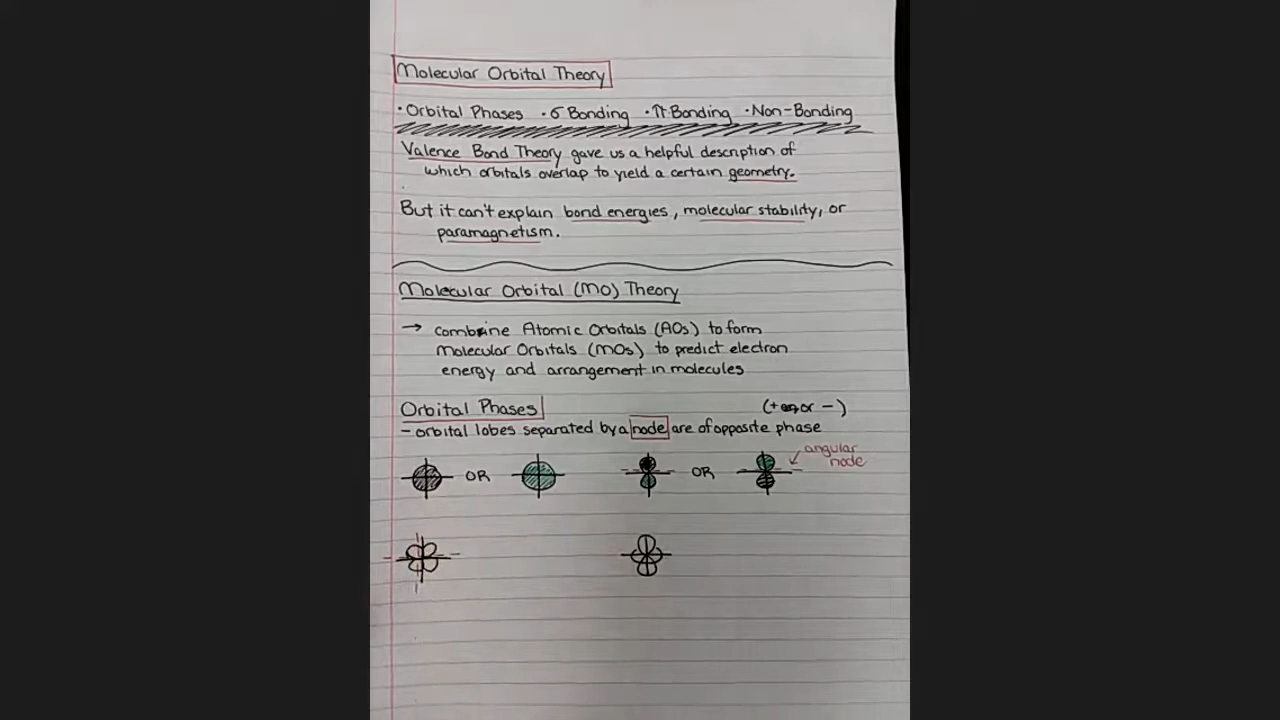 Molecular Orbital Theory
· Orbital Phases · σ Bonding · π Bonding · Non-Bonding
Valence Bond Theory gave us a helpful description of
which orbitals overlap to yield a certain geometry.
But it can't explain bond energies, molecular stability, or
paramagnetism.
Molecular Orbital (MO) Theory
→ combine Atomic Orbitals (AOs) to form
molecular Orbitals (MOs) to predict electron
energy and arrangement in molecules
Orbital Phases (+ or −)
- orbital lobes separated by a node are of opposite phase
OR OR angular
node